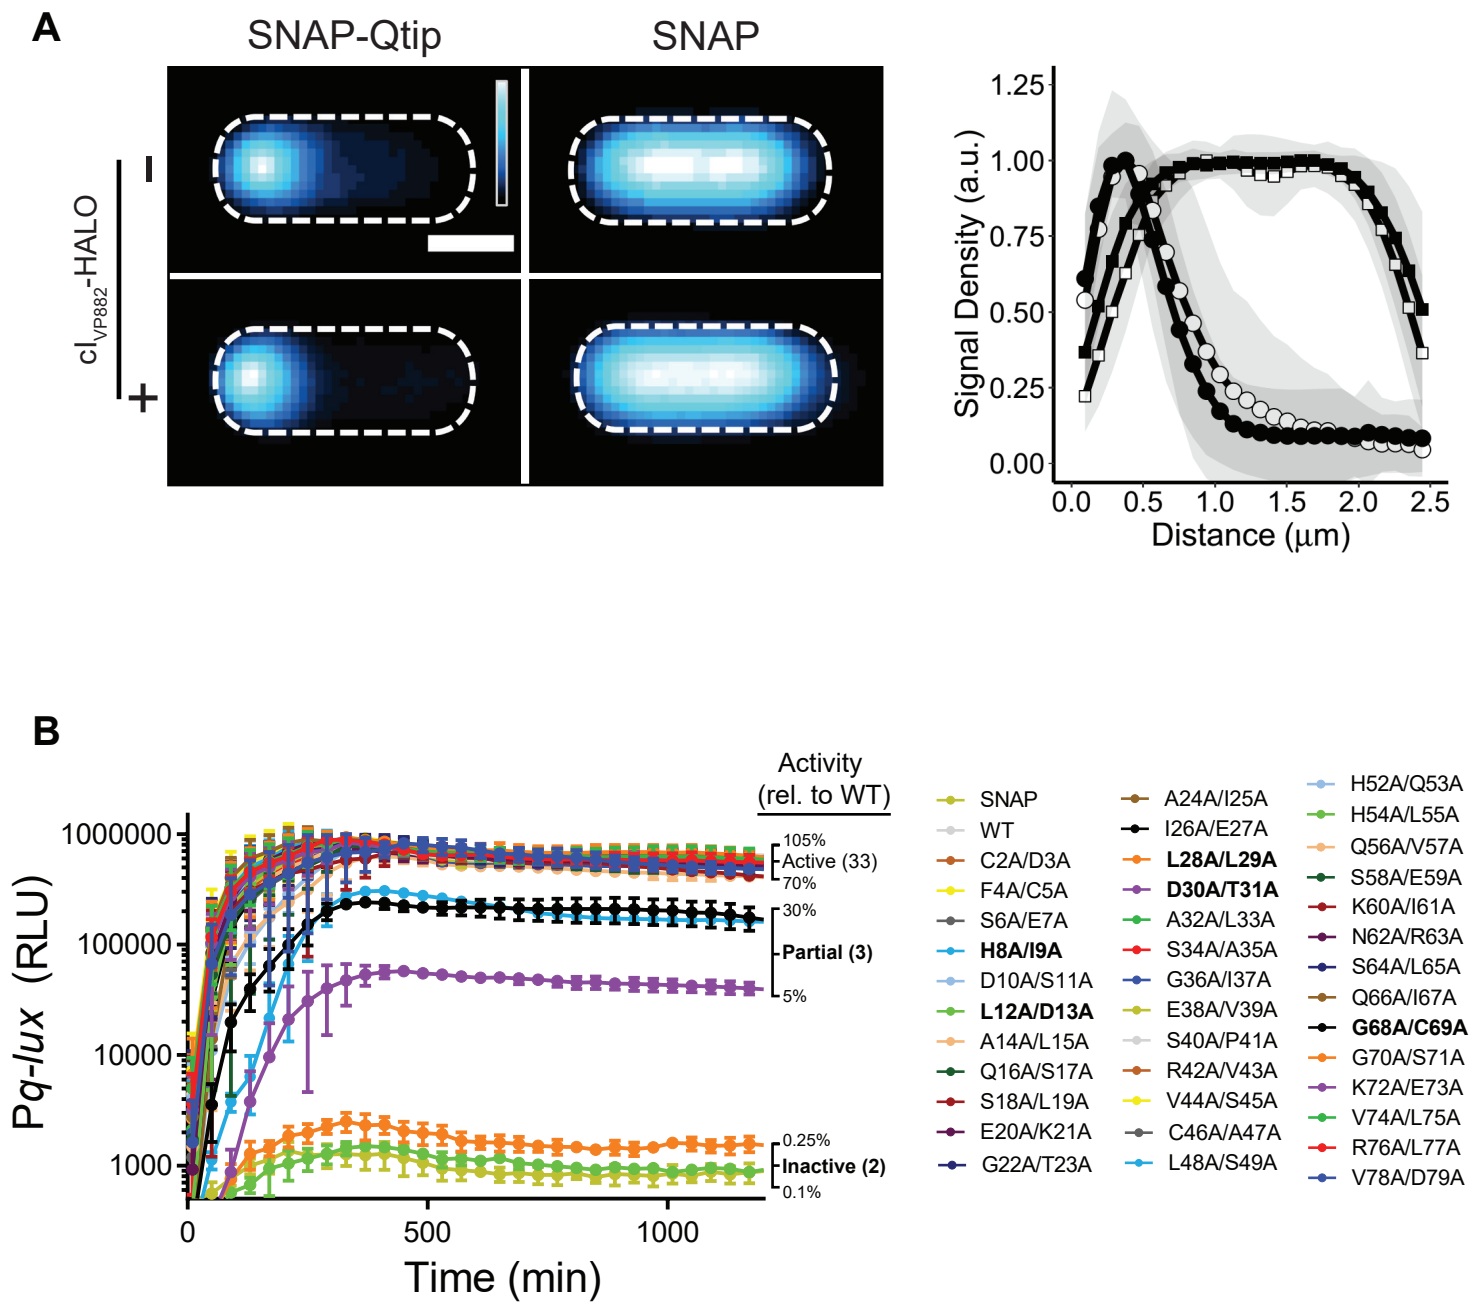 A
SNAP-Qtip
SNAP
cI_VP882-HALO
−
+
Signal Density (a.u.)
1.25
1.00
0.75
0.50
0.25
0.00
0.0 0.5 1.0 1.5 2.0 2.5
Distance (μm)
B
Pq-lux (RLU)
1000000
100000
10000
1000
0 500 1000
Time (min)
Activity
(rel. to WT)
105%
Active (33)
70%
30%
Partial (3)
5%
0.25%
Inactive (2)
0.1%
SNAP
WT
C2A/D3A
F4A/C5A
S6A/E7A
H8A/I9A
D10A/S11A
L12A/D13A
A14A/L15A
Q16A/S17A
S18A/L19A
E20A/K21A
G22A/T23A
A24A/I25A
I26A/E27A
L28A/L29A
D30A/T31A
A32A/L33A
S34A/A35A
G36A/I37A
E38A/V39A
S40A/P41A
R42A/V43A
V44A/S45A
C46A/A47A
L48A/S49A
H52A/Q53A
H54A/L55A
Q56A/V57A
S58A/E59A
K60A/I61A
N62A/R63A
S64A/L65A
Q66A/I67A
G68A/C69A
G70A/S71A
K72A/E73A
V74A/L75A
R76A/L77A
V78A/D79A